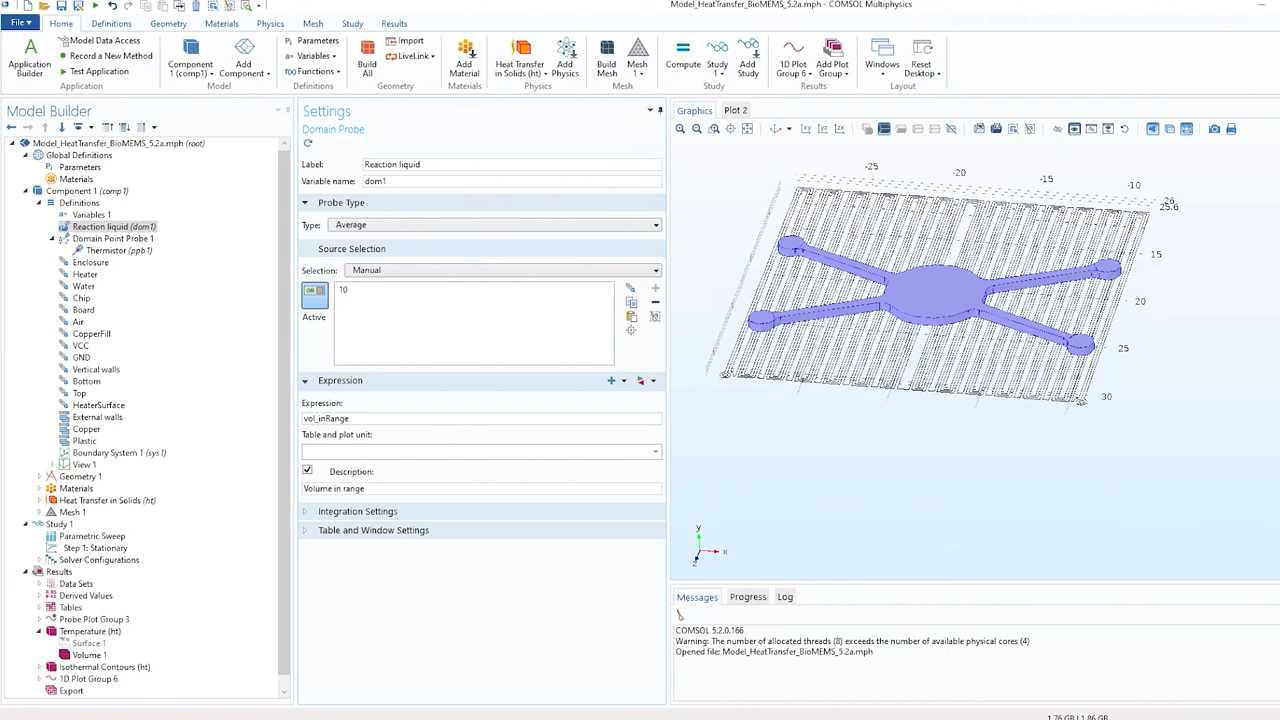 Model_HeatTransfer_BioMEMS_5.2a.mph - COMSOL Multiphysics
File Home Definitions Geometry Materials Physics Mesh Study Results
Application Builder
Model Data Access
Record a New Method
Test Application
Application
Component 1 (comp1)
Add Component
Model
Pi Parameters
a= Variables
f(x) Functions
Definitions
Build All
Import
LiveLink
Geometry
Add Material
Materials
Heat Transfer in Solids (ht)
Add Physics
Physics
Build Mesh
Mesh 1
Mesh
Compute
Study 1
Add Study
Study
1D Plot Group 6
Add Plot Group
Results
Windows
Reset Desktop
Layout
Model Builder
Model_HeatTransfer_BioMEMS_5.2a.mph (root)
Global Definitions
Pi Parameters
Materials
Component 1 (comp1)
Definitions
a= Variables 1
Reaction liquid (dom1)
Domain Point Probe 1
Thermistor (ppb1)
Enclosure
Heater
Water
Chip
Board
Air
CopperFill
VCC
GND
Vertical walls
Bottom
Top
HeaterSurface
External walls
Copper
Plastic
Boundary System 1 (sys1)
View 1
Geometry 1
Materials
Heat Transfer in Solids (ht)
Mesh 1
Study 1
Parametric Sweep
Step 1: Stationary
Solver Configurations
Results
Data Sets
Derived Values
Tables
Probe Plot Group 3
Temperature (ht)
Surface 1
Volume 1
Isothermal Contours (ht)
1D Plot Group 6
Export
Settings
Domain Probe
Label: Reaction liquid
Variable name: dom1
Probe Type
Type: Average
Source Selection
Selection: Manual
ON
Active
10
Expression
Expression:
vol_inRange
Table and plot unit:
Description:
Volume in range
Integration Settings
Table and Window Settings
Graphics Plot 2
-25
-20
-15
-10
26
25.6
15
20
25
30
y
x
z
Messages Progress Log
COMSOL 5.2.0.166
Warning: The number of allocated threads (8) exceeds the number of available physical cores (4)
Opened file: Model_HeatTransfer_BioMEMS_5.2a.mph
1.76 GB | 1.86 GB